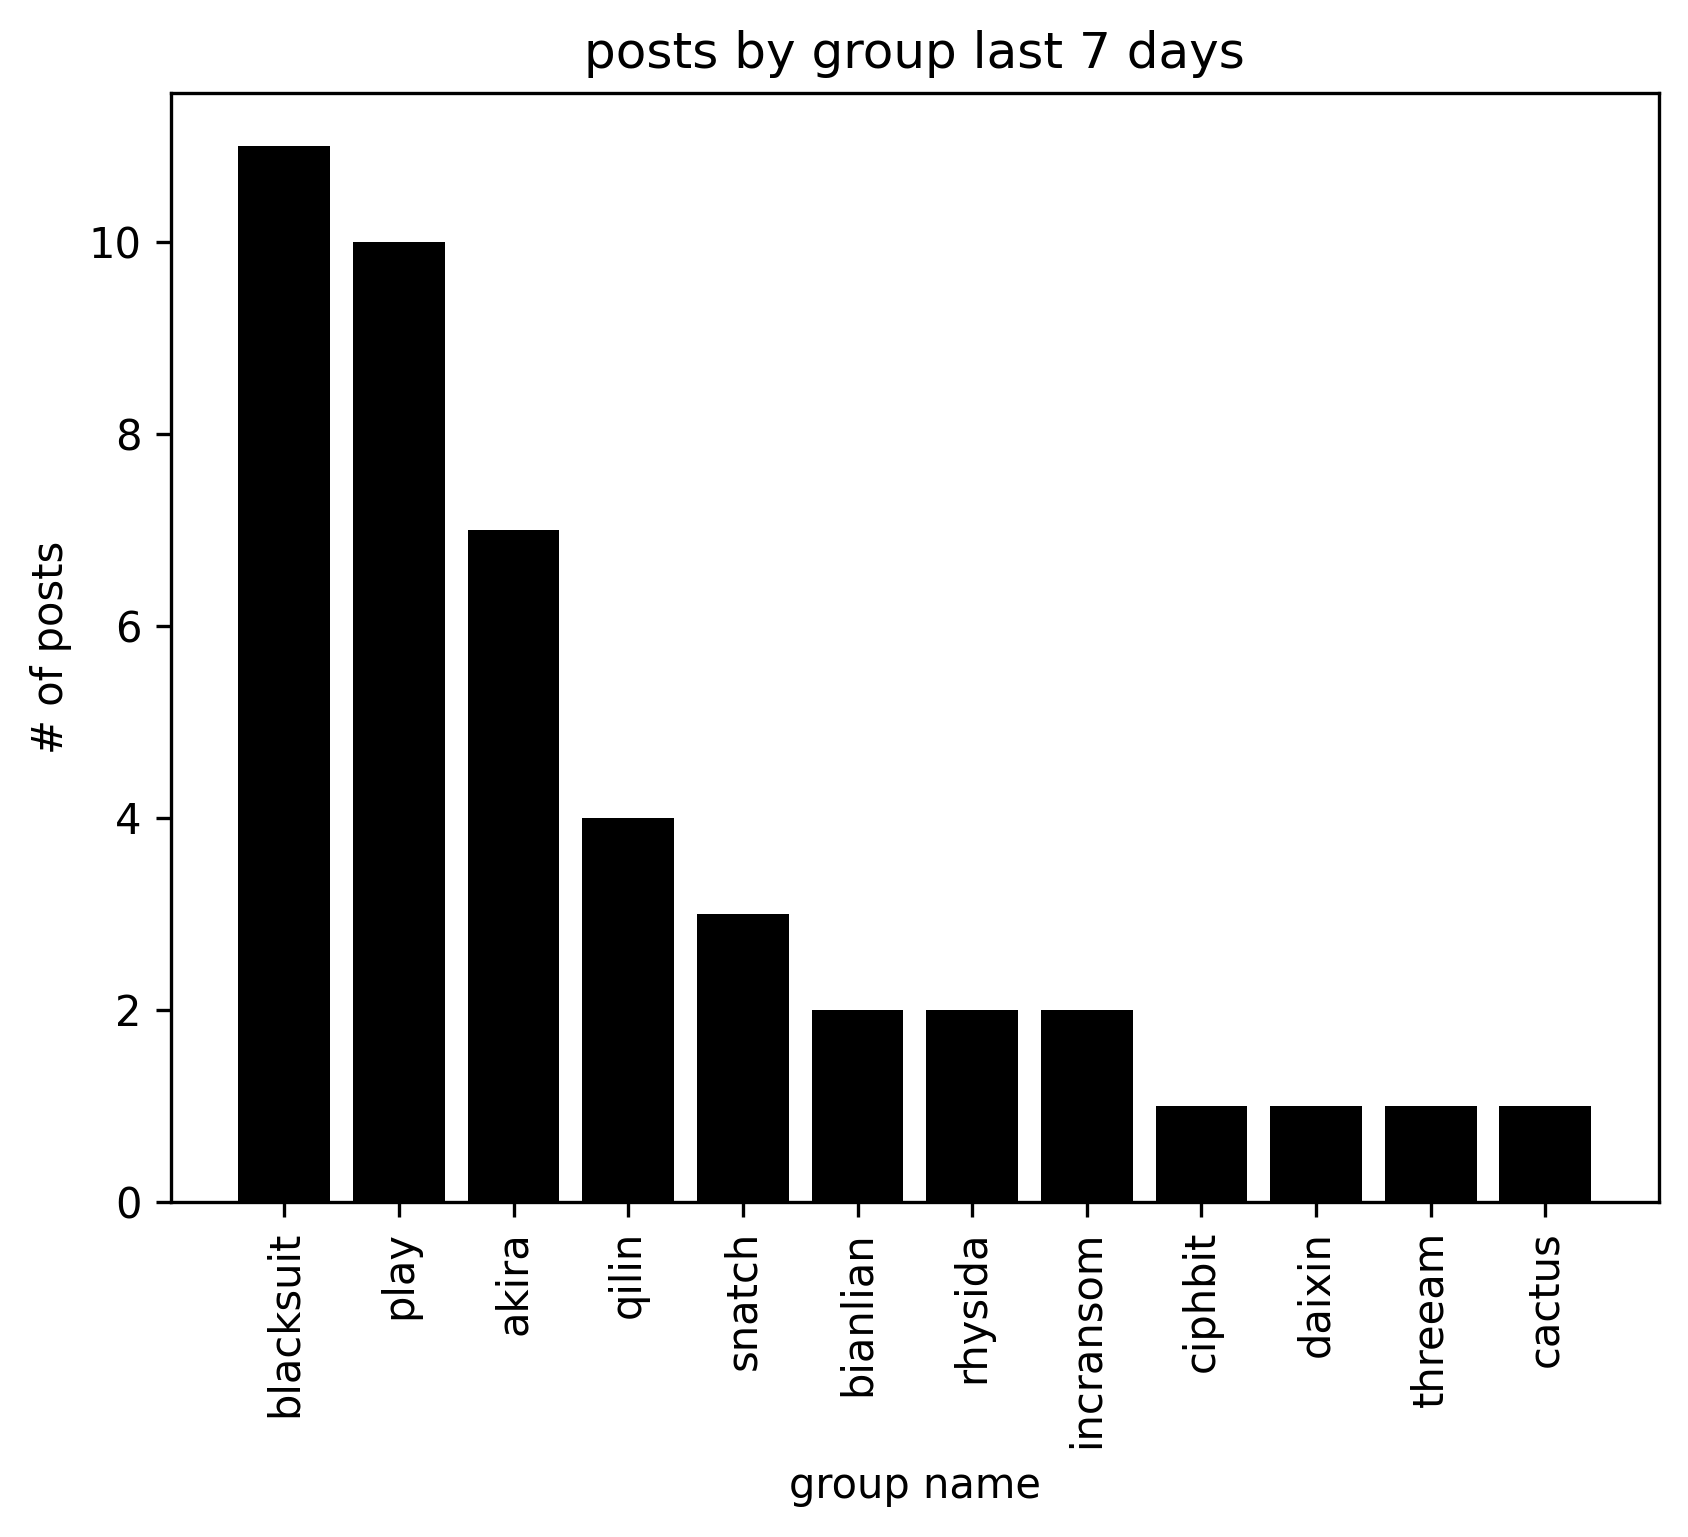 posts by group last 7 days
# of posts
10
8
6
4
2
0
blacksuit
play
akira
qilin
snatch
bianlian
rhysida
incransom
ciphbit
daixin
threeam
cactus
group name